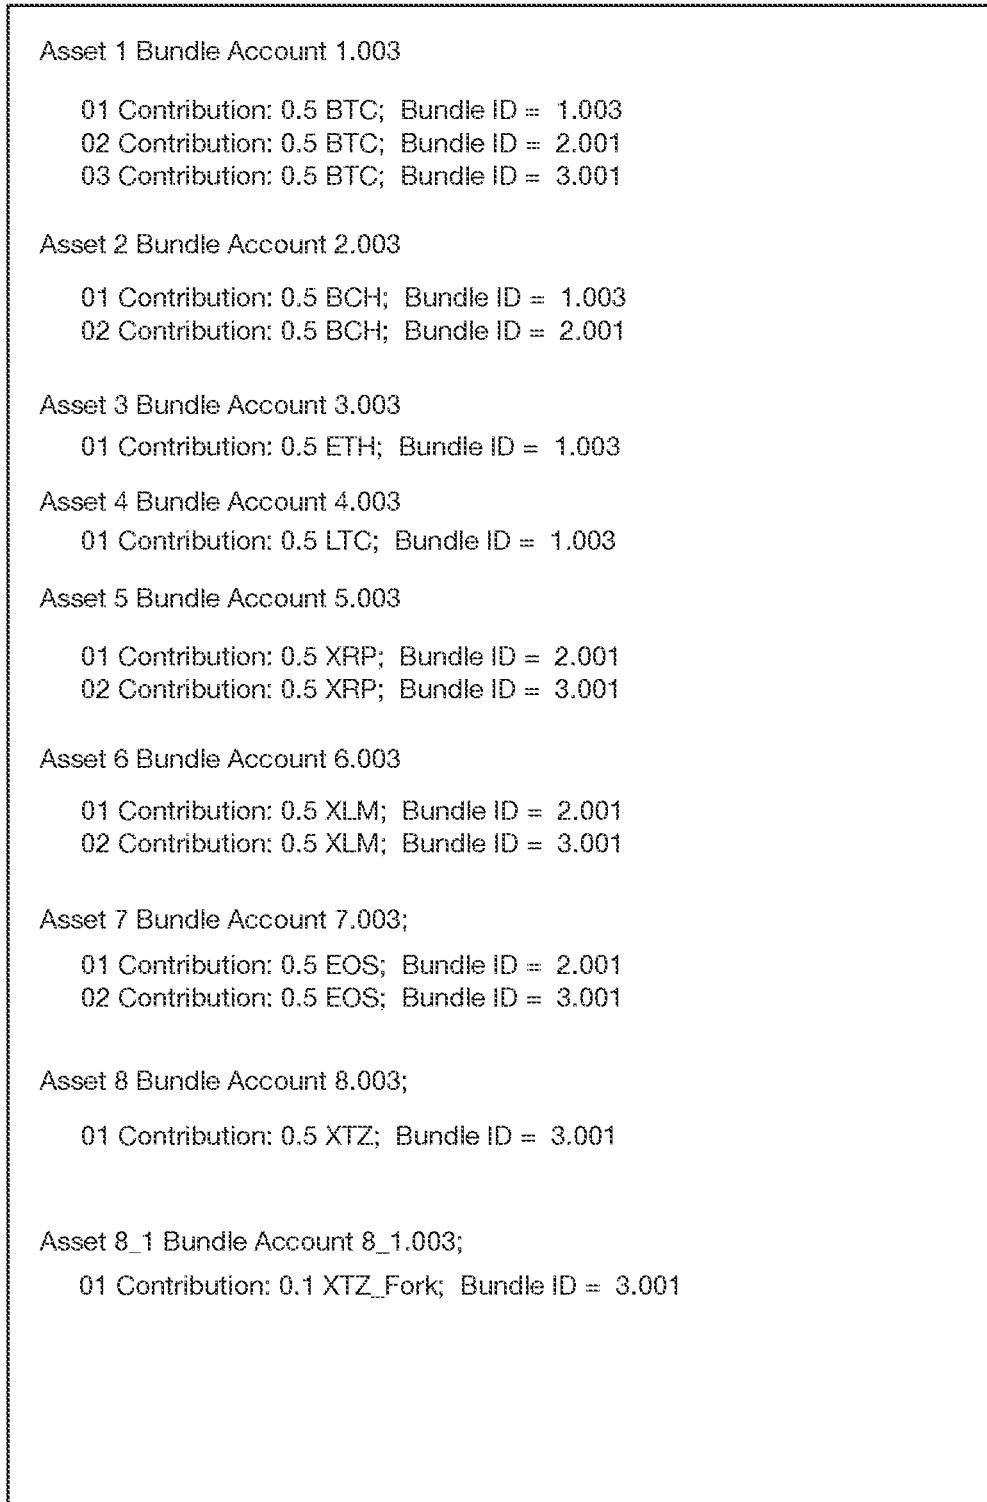 Asset 1 Bundle Account 1.003
01 Contribution: 0.5 BTC; Bundle ID = 1.003
02 Contribution: 0.5 BTC; Bundle ID = 2.001
03 Contribution: 0.5 BTC; Bundle ID = 3.001
Asset 2 Bundle Account 2.003
01 Contribution: 0.5 BCH; Bundle ID = 1.003
02 Contribution: 0.5 BCH; Bundle ID = 2.001
Asset 3 Bundle Account 3.003
01 Contribution: 0.5 ETH; Bundle ID = 1.003
Asset 4 Bundle Account 4.003
01 Contribution: 0.5 LTC; Bundle ID = 1.003
Asset 5 Bundle Account 5.003
01 Contribution: 0.5 XRP; Bundle ID = 2.001
02 Contribution: 0.5 XRP; Bundle ID = 3.001
Asset 6 Bundle Account 6.003
01 Contribution: 0.5 XLM; Bundle ID = 2.001
02 Contribution: 0.5 XLM; Bundle ID = 3.001
Asset 7 Bundle Account 7.003;
01 Contribution: 0.5 EOS; Bundle ID = 2.001
02 Contribution: 0.5 EOS; Bundle ID = 3.001
Asset 8 Bundle Account 8.003;
01 Contribution: 0.5 XTZ; Bundle ID = 3.001
Asset 8_1 Bundle Account 8_1.003;
01 Contribution: 0.1 XTZ_Fork; Bundle ID = 3.001